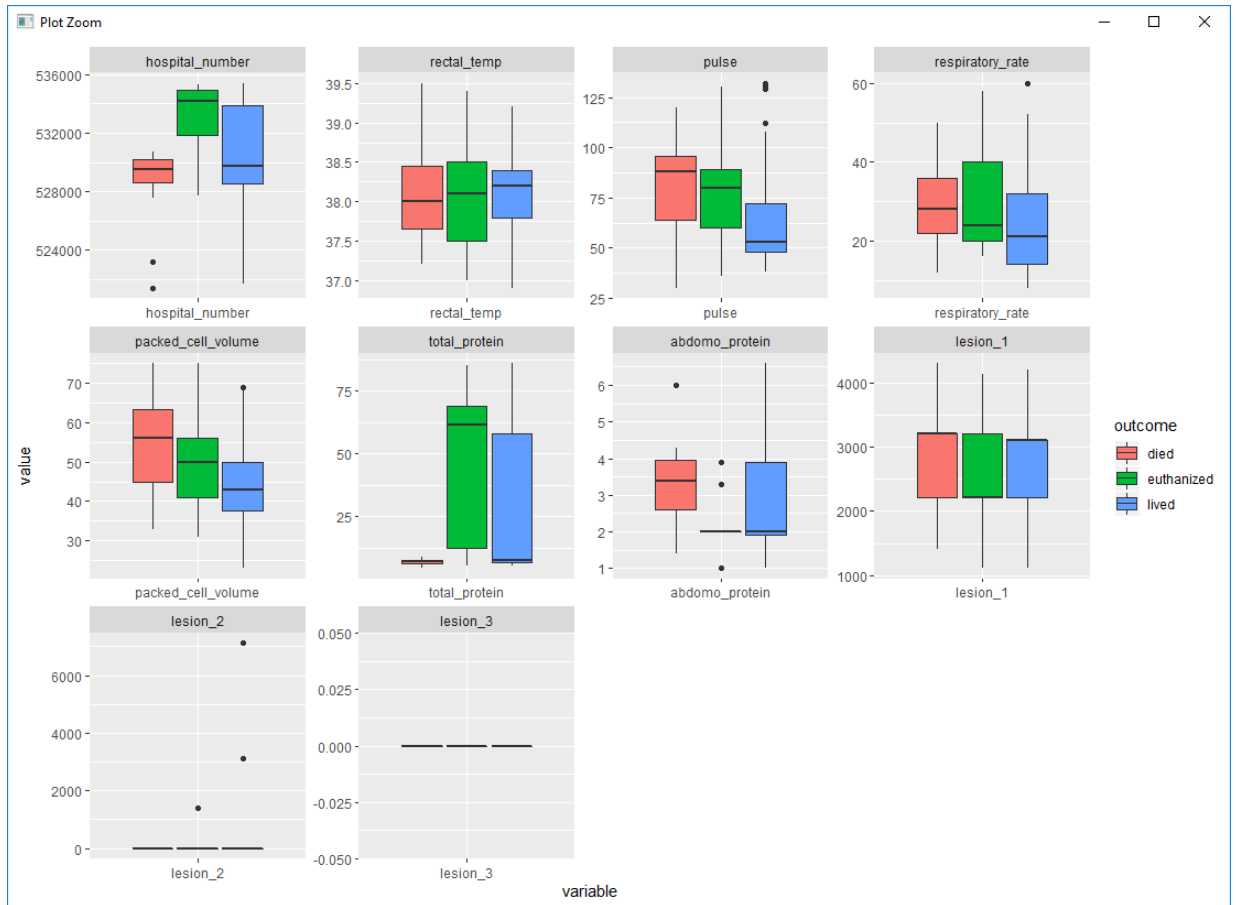 Plot Zoom
hospital_number
rectal_temp
pulse
respiratory_rate
536000
532000
528000
524000
39.5
39.0
38.5
38.0
37.5
37.0
125
100
75
50
25
60
40
20
hospital_number
rectal_temp
pulse
respiratory_rate
packed_cell_volume
total_protein
abdomo_protein
lesion_1
70
60
50
40
30
75
50
25
6
5
4
3
2
1
4000
3000
2000
1000
packed_cell_volume
total_protein
abdomo_protein
lesion_1
lesion_2
lesion_3
6000
4000
2000
0
0.050
0.025
0.000
-0.025
-0.050
lesion_2
lesion_3
value
variable
outcome
died
euthanized
lived